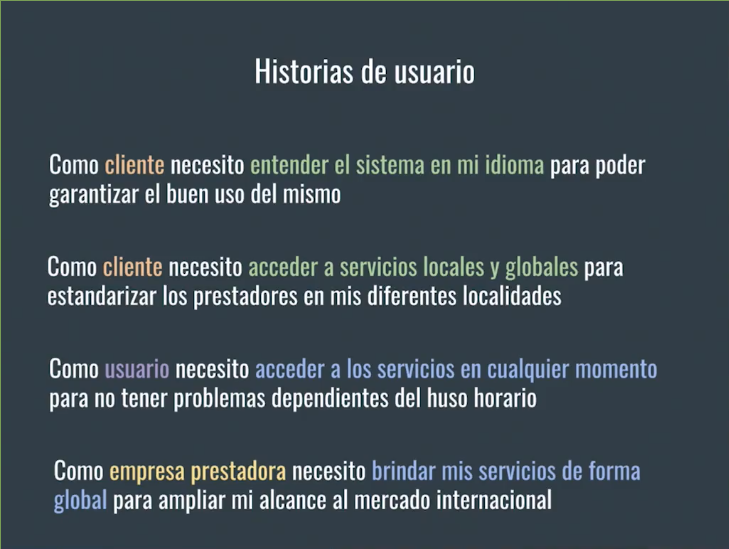 Historias de usuario
Como cliente necesito entender el sistema en mi idioma para poder
garantizar el buen uso del mismo
Como cliente necesito acceder a servicios locales y globales para
estandarizar los prestadores en mis diferentes localidades
Como usuario necesito acceder a los servicios en cualquier momento
para no tener problemas dependientes del huso horario
Como empresa prestadora necesito brindar mis servicios de forma
global para ampliar mi alcance al mercado internacional